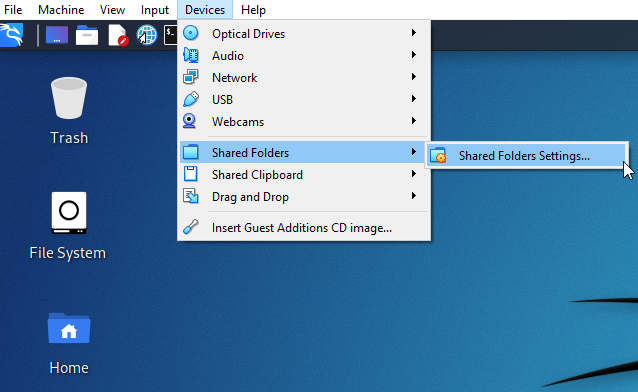 File Machine View Input Devices Help
Optical Drives
Audio
Network
USB
Webcams
Shared Folders
Shared Folders Settings...
Shared Clipboard
Drag and Drop
Insert Guest Additions CD image...
Trash
File System
Home